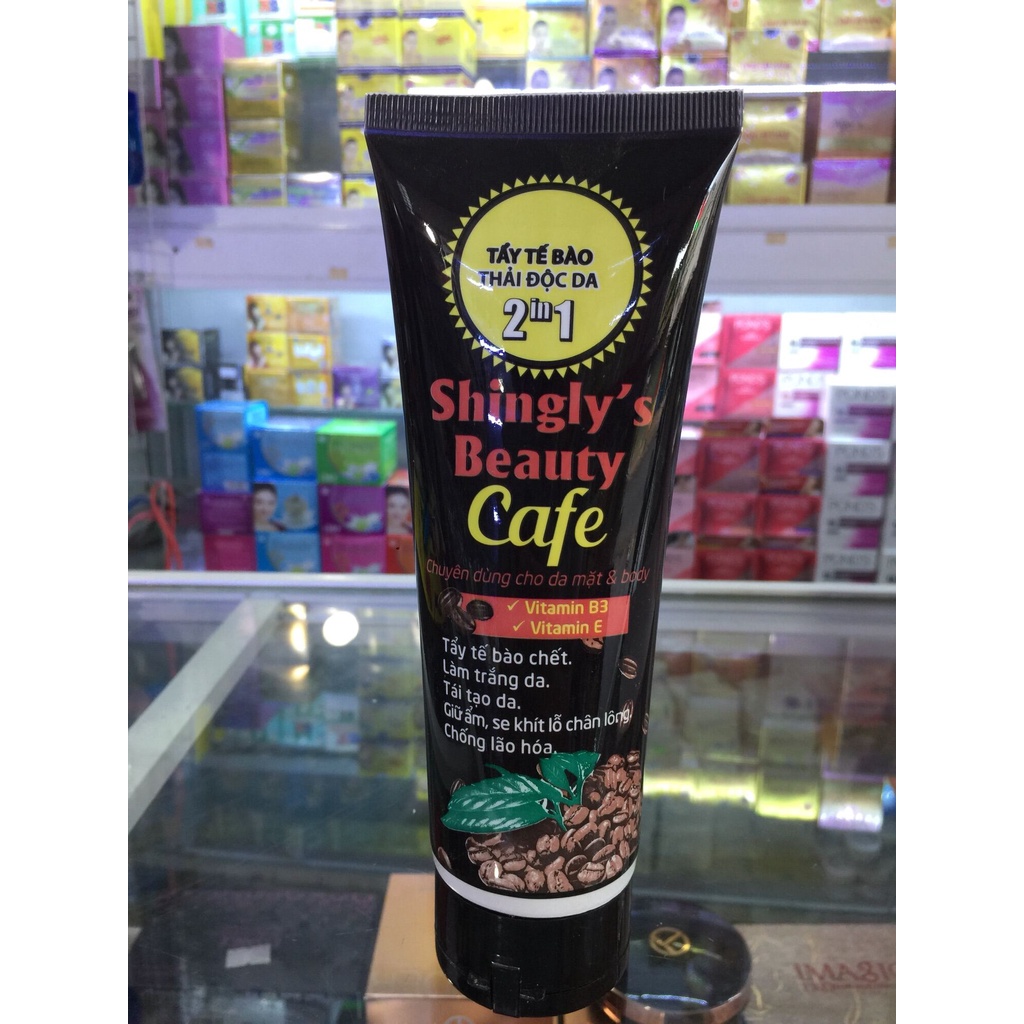 TẨY TẾ BÀO
THẢI ĐỘC DA
2in1
Shingly's
Beauty
Cafe
chuyên dùng cho da mặt & body
✓ Vitamin B3
✓ Vitamin E
Tẩy tế bào chết.
Làm trắng da.
Tái tạo da.
Giữ ẩm, se khít lỗ chân lông,
Chống lão hóa.
IMAGIC